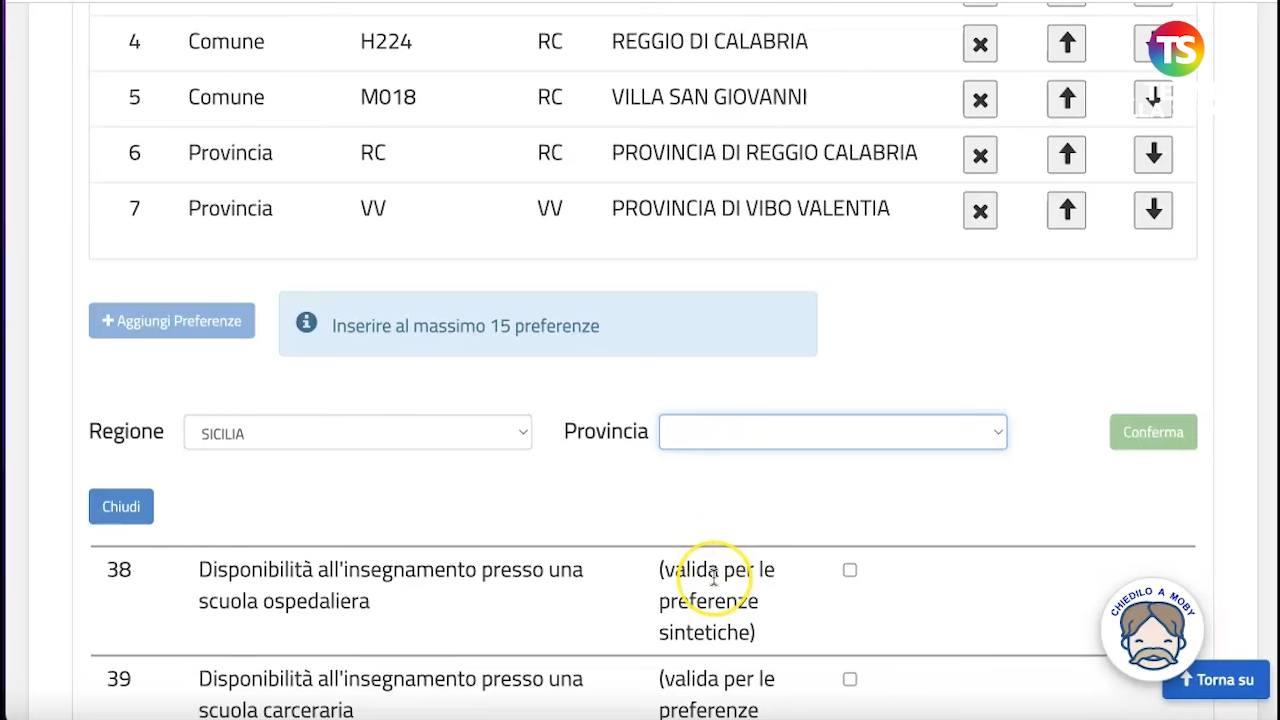 4 Comune H224 RC REGGIO DI CALABRIA
TS
5 Comune M018 RC VILLA SAN GIOVANNI
6 Provincia RC RC PROVINCIA DI REGGIO CALABRIA
7 Provincia VV VV PROVINCIA DI VIBO VALENTIA
Aggiungi Preferenze
Inserire al massimo 15 preferenze
Regione SICILIA Provincia Conferma
Chiudi
38 Disponibilità all'insegnamento presso una (valida per le
scuola ospedaliera preferenze
sintetiche)
CHIEDILO A MOBY
39 Disponibilità all'insegnamento presso una (valida per le
scuola carceraria preferenze
Torna su